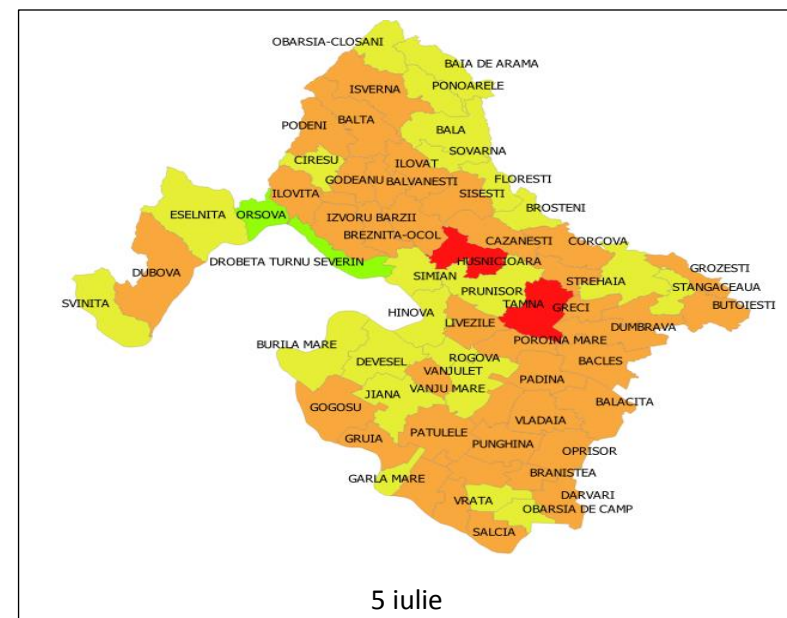 OBARSIA-CLOSANI
BAIA DE ARAMA
PONOARELE
ISVERNA
BALTA
PODENI
BALA
SOVARNA
CIRESU
ILOVAT
FLORESTI
GODEANU
BALVANESTI
SISESTI
ILOVITA
BROSTENI
ESELNITA
ORSOVA
IZVORU BARZII
BREZNITA-OCOL
CAZANESTI
CORCOVA
DROBETA TURNU SEVERIN
HUSNICIOARA
GROZESTI
DUBOVA
SIMIAN
STREHAIA
STANGACEAUA
SVINITA
PRUNISOR
TAMNA
GRECI
BUTOIESTI
HINOVA
LIVEZILE
DUMBRAVA
POROINA MARE
BURILA MARE
ROGOVA
DEVESEL
BACLES
VANJULET
PADINA
JIANA
VANJU MARE
BALACITA
GOGOSU
VLADAIA
GRUIA
PATULELE
PUNGHINA
OPRISOR
BRANISTEA
GARLA MARE
VRATA
DARVARI
OBARSIA DE CAMP
SALCIA
5 iulie